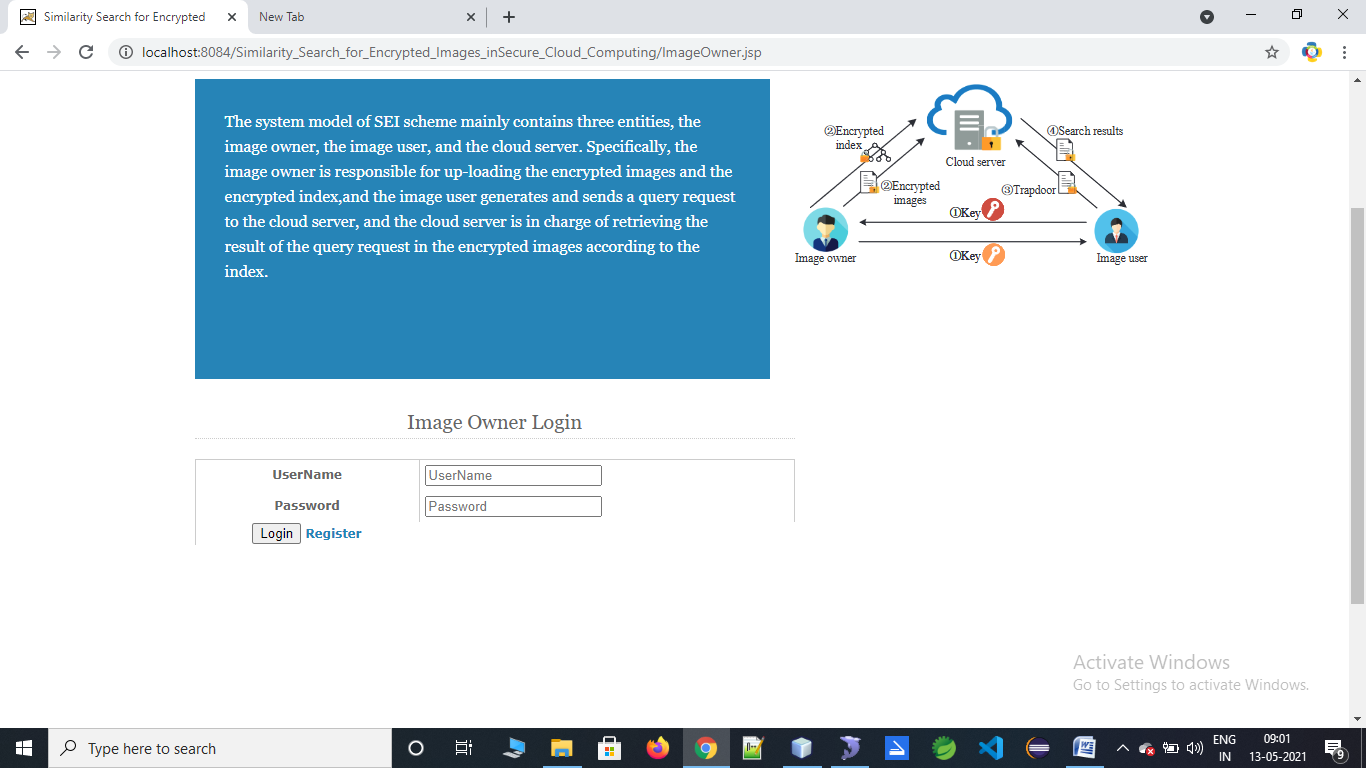 Similarity Search for Encrypted
New Tab
localhost:8084/Similarity_Search_for_Encrypted_Images_inSecure_Cloud_Computing/ImageOwner.jsp
The system model of SEI scheme mainly contains three entities, the
image owner, the image user, and the cloud server. Specifically, the
image owner is responsible for up-loading the encrypted images and the
encrypted index,and the image user generates and sends a query request
to the cloud server, and the cloud server is in charge of retrieving the
result of the query request in the encrypted images according to the
index.
②Encrypted
index
④Search results
Cloud server
②Encrypted
images
③Trapdoor
①Key
Image owner
Image user
①Key
Image Owner Login
UserName
UserName
Password
Password
Login Register
Activate Windows
Go to Settings to activate Windows.
Type here to search
ENG
IN
09:01
13-05-2021
9